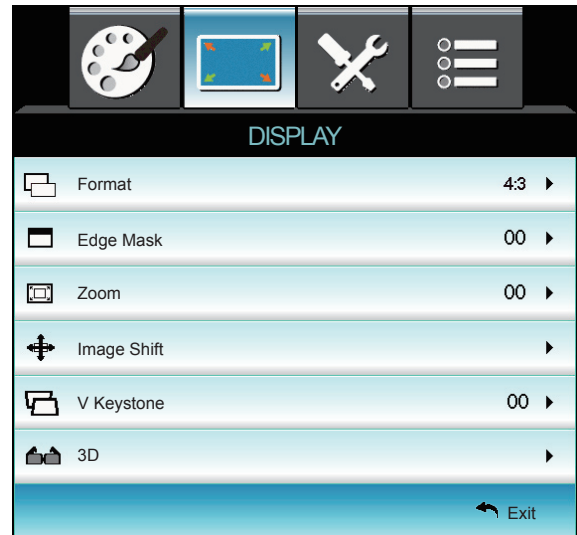 DISPLAY
Format 4:3
Edge Mask 00
Zoom 00
Image Shift
V Keystone 00
3D
Exit